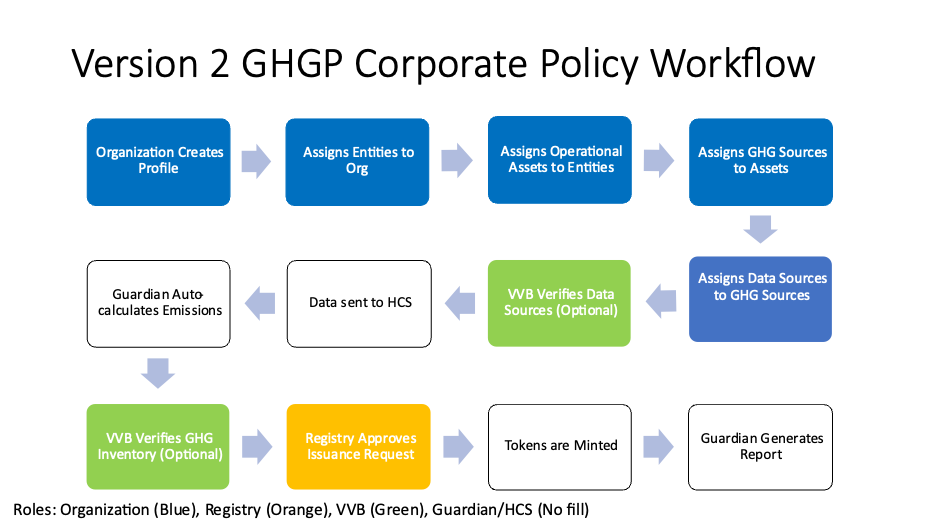 Version 2 GHGP Corporate Policy Workflow
Organization Creates
Profile
Assigns Entities to
Org
Assigns Operational
Assets to Entities
Assigns GHG Sources
to Assets
Guardian Auto-
calculates Emissions
Data sent to HCS
VVB Verifies Data
Sources (Optional)
Assigns Data Sources
to GHG Sources
VVB Verifies GHG
Inventory (Optional)
Registry Approves
Issuance Request
Tokens are Minted
Guardian Generates
Report
Roles: Organization (Blue), Registry (Orange), VVB (Green), Guardian/HCS (No fill)